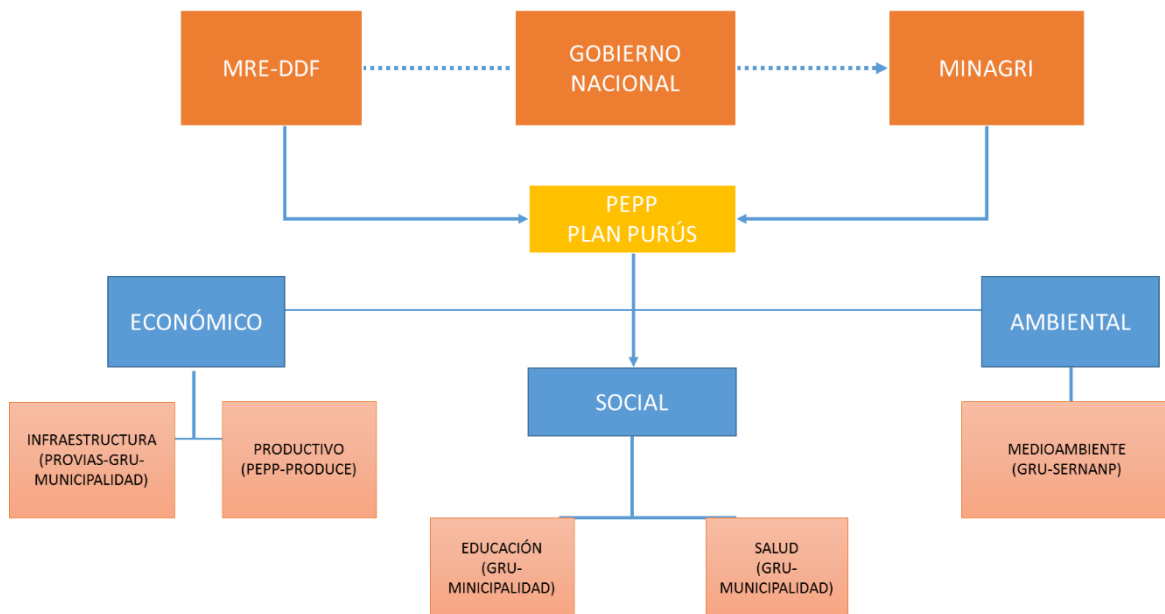 MRE-DDF
GOBIERNO
NACIONAL
MINAGRI
PEPP
PLAN PURÚS
ECONÓMICO
AMBIENTAL
SOCIAL
INFRAESTRUCTURA
(PROVIAS-GRU-
MUNICIPALIDAD)
PRODUCTIVO
(PEPP-PRODUCE)
MEDIOAMBIENTE
(GRU-SERNANP)
EDUCACIÓN
(GRU-
MINICIPALIDAD)
SALUD
(GRU-
MUNICIPALIDAD)